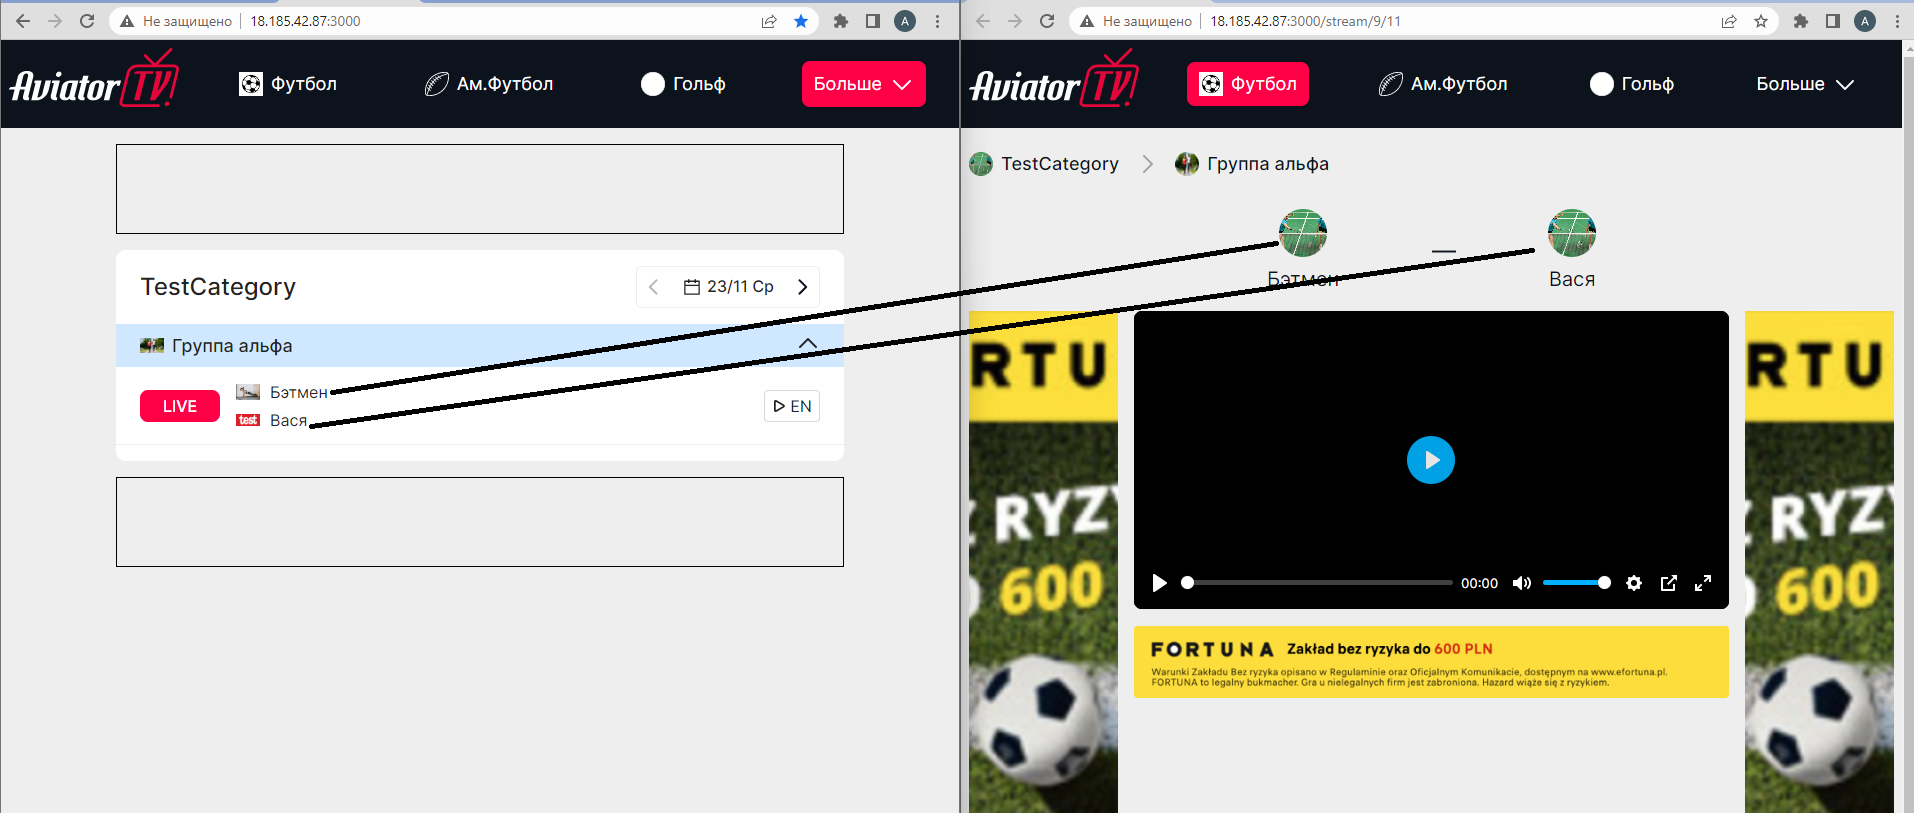 Не защищено
18.185.42.87:3000
A
Aviator TV!
Футбол
Ам.Футбол
Гольф
Больше
TestCategory
23/11 Ср
Группа альфа
LIVE
Бэтмен
test
Вася
EN
Не защищено
18.185.42.87:3000/stream/9/11
A
Aviator TV!
Футбол
Ам.Футбол
Гольф
Больше
TestCategory
Группа альфа
Бэтмен
—
Вася
RTU
RYZY
600
00:00
FORTUNA Zakład bez ryzyka do 600 PLN
Warunki Zakładu Bez ryzyka opisano w Regulaminie oraz Oficjalnym Komunikacie, dostępnym na www.efortuna.pl.
FORTUNA to legalny bukmacher. Gra u nielegalnych firm jest zabroniona. Hazard wiąże się z ryzykiem.
RTU
RYZY
600